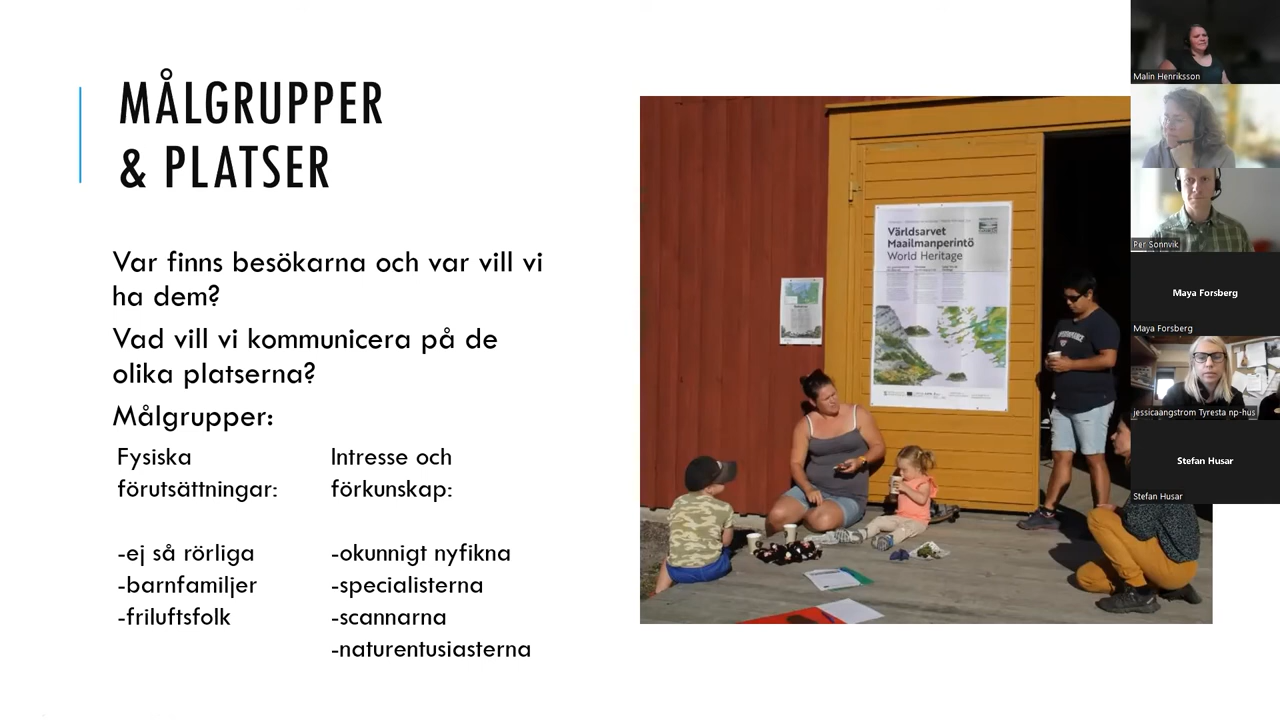 MÅLGRUPPER
& PLATSER
Var finns besökarna och var vill vi
ha dem?
Vad vill vi kommunicera på de
olika platserna?
Målgrupper:
Fysiska
förutsättningar:
-ej så rörliga
-barnfamiljer
-friluftsfolk
Intresse och
förkunskap:
-okunnigt nyfikna
-specialisterna
-scannarna
-naturentusiasterna
Världsarvet
Maailmanperintö
World Heritage
Malin Henriksson
Per Sonnvik
Maya Forsberg
Maya Forsberg
jessicaangstrom Tyresta np-hus
Stefan Husar
Stefan Husar